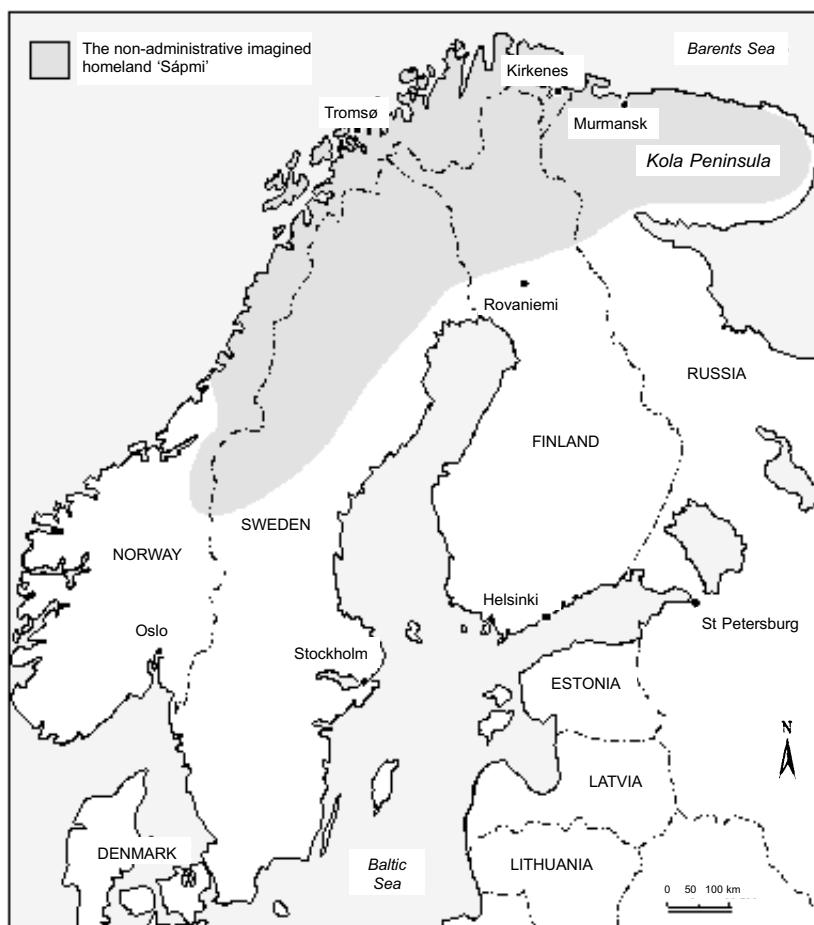 The non-administrative imagined
homeland ‘Sápmi’
Barents Sea
Kirkenes
Tromsø
Murmansk
Kola Peninsula
Rovaniemi
RUSSIA
FINLAND
SWEDEN
NORWAY
Helsinki
St Petersburg
Oslo
Stockholm
ESTONIA
N
LATVIA
DENMARK
Baltic
Sea
LITHUANIA
0 50 100 km